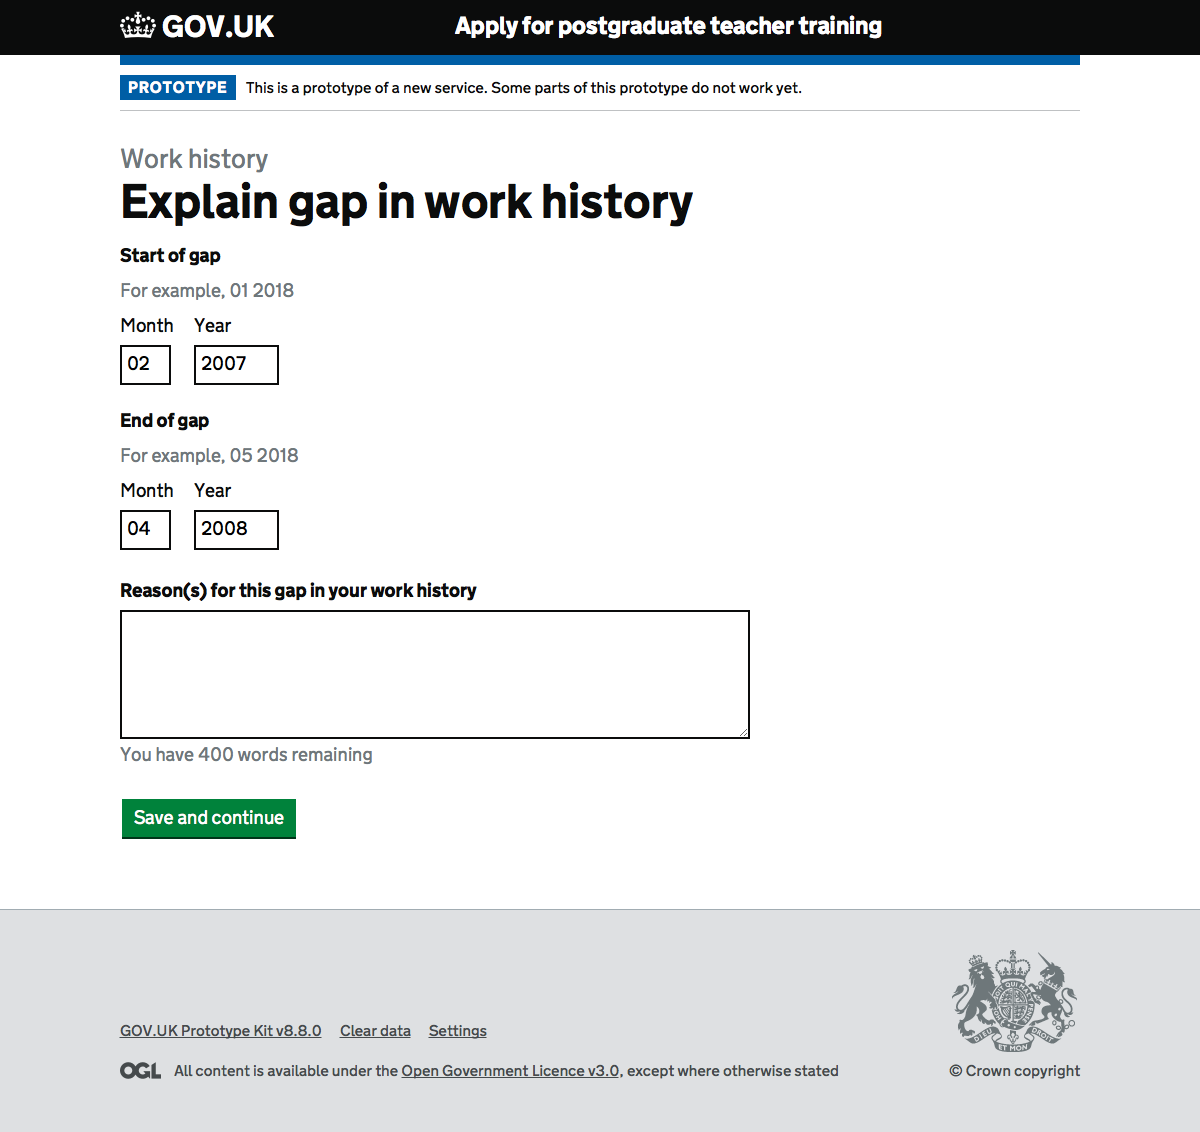 GOV.UK Apply for postgraduate teacher training
PROTOTYPE This is a prototype of a new service. Some parts of this prototype do not work yet.
Work history
Explain gap in work history
Start of gap
For example, 01 2018
Month Year
02 2007
End of gap
For example, 05 2018
Month Year
04 2008
Reason(s) for this gap in your work history
You have 400 words remaining
Save and continue
GOV.UK Prototype Kit v8.8.0 Clear data Settings
OGL All content is available under the Open Government Licence v3.0, except where otherwise stated
DIEU ET MON DROIT
© Crown copyright